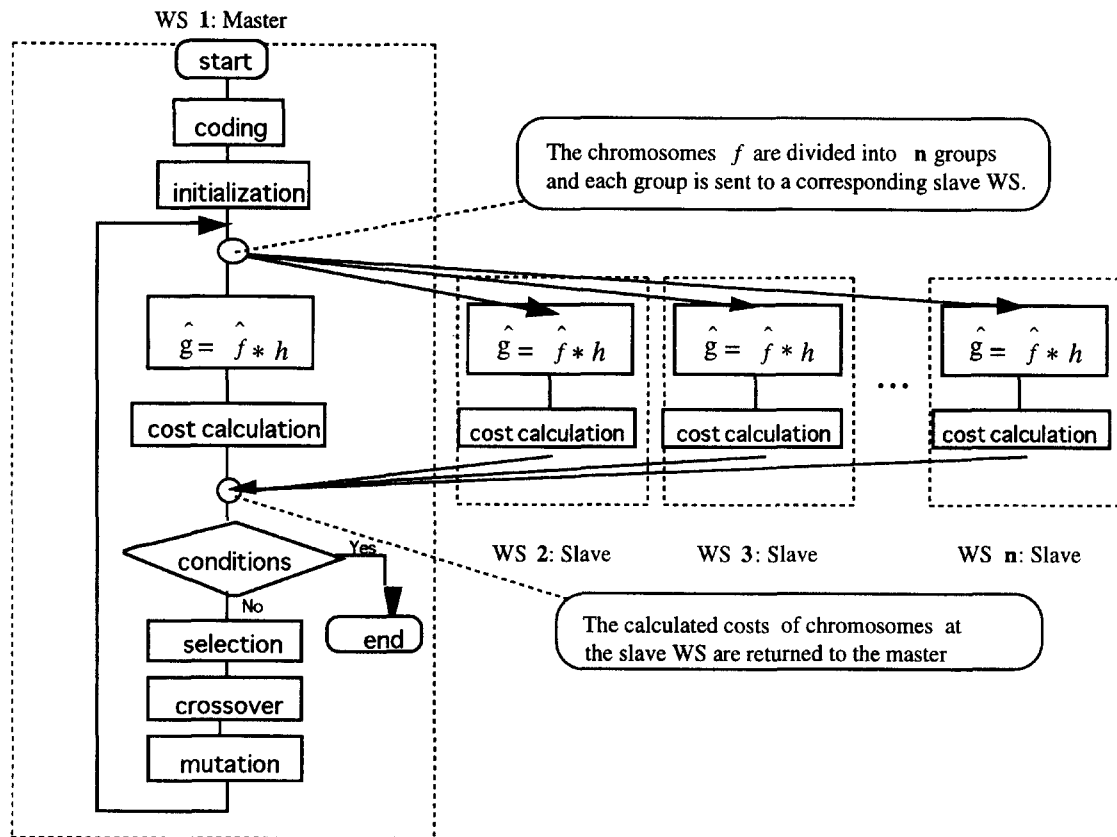 WS 1: Master
start
coding
initialization
The chromosomes f are divided into n groups
and each group is sent to a corresponding slave WS.
ĝ = f̂ * h
cost calculation
ĝ = f̂ * h
cost calculation
ĝ = f̂ * h
cost calculation
...
ĝ = f̂ * h
cost calculation
WS 2: Slave
WS 3: Slave
WS n: Slave
conditions
Yes
No
end
selection
crossover
mutation
The calculated costs of chromosomes at
the slave WS are returned to the master